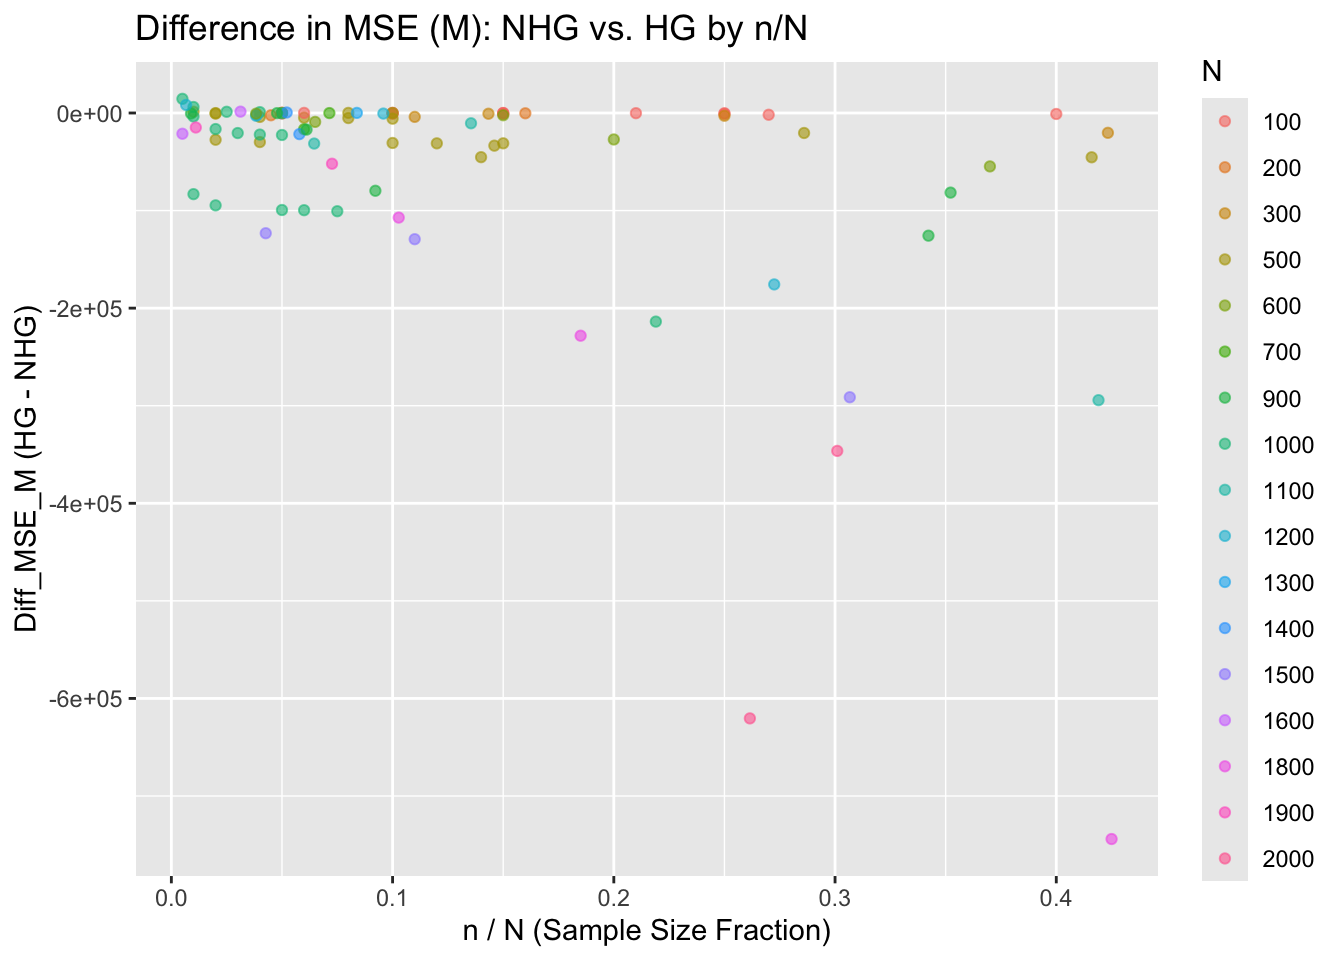 Difference in MSE (M): NHG vs. HG by n/N
Diff_MSE_M (HG - NHG)
0e+00
-2e+05
-4e+05
-6e+05
0.0
0.1
0.2
0.3
0.4
n / N (Sample Size Fraction)
N
100
200
300
500
600
700
900
1000
1100
1200
1300
1400
1500
1600
1800
1900
2000